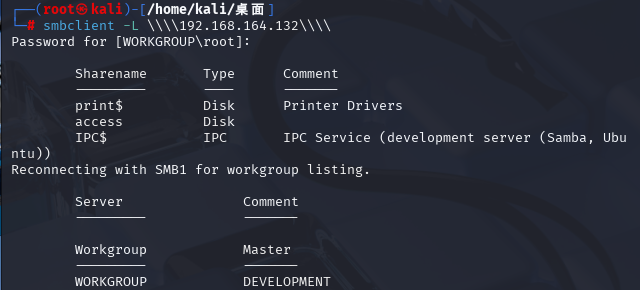 ┌──(root㉿kali)-[/home/kali/桌面]
└─# smbclient -L \\\\192.168.164.132\\\\
Password for [WORKGROUP\root]:
Sharename Type Comment
--------- ---- -------
print$ Disk Printer Drivers
access Disk
IPC$ IPC IPC Service (development server (Samba, Ubu
ntu))
Reconnecting with SMB1 for workgroup listing.
Server Comment
--------- -------
Workgroup Master
--------- -------
WORKGROUP DEVELOPMENT